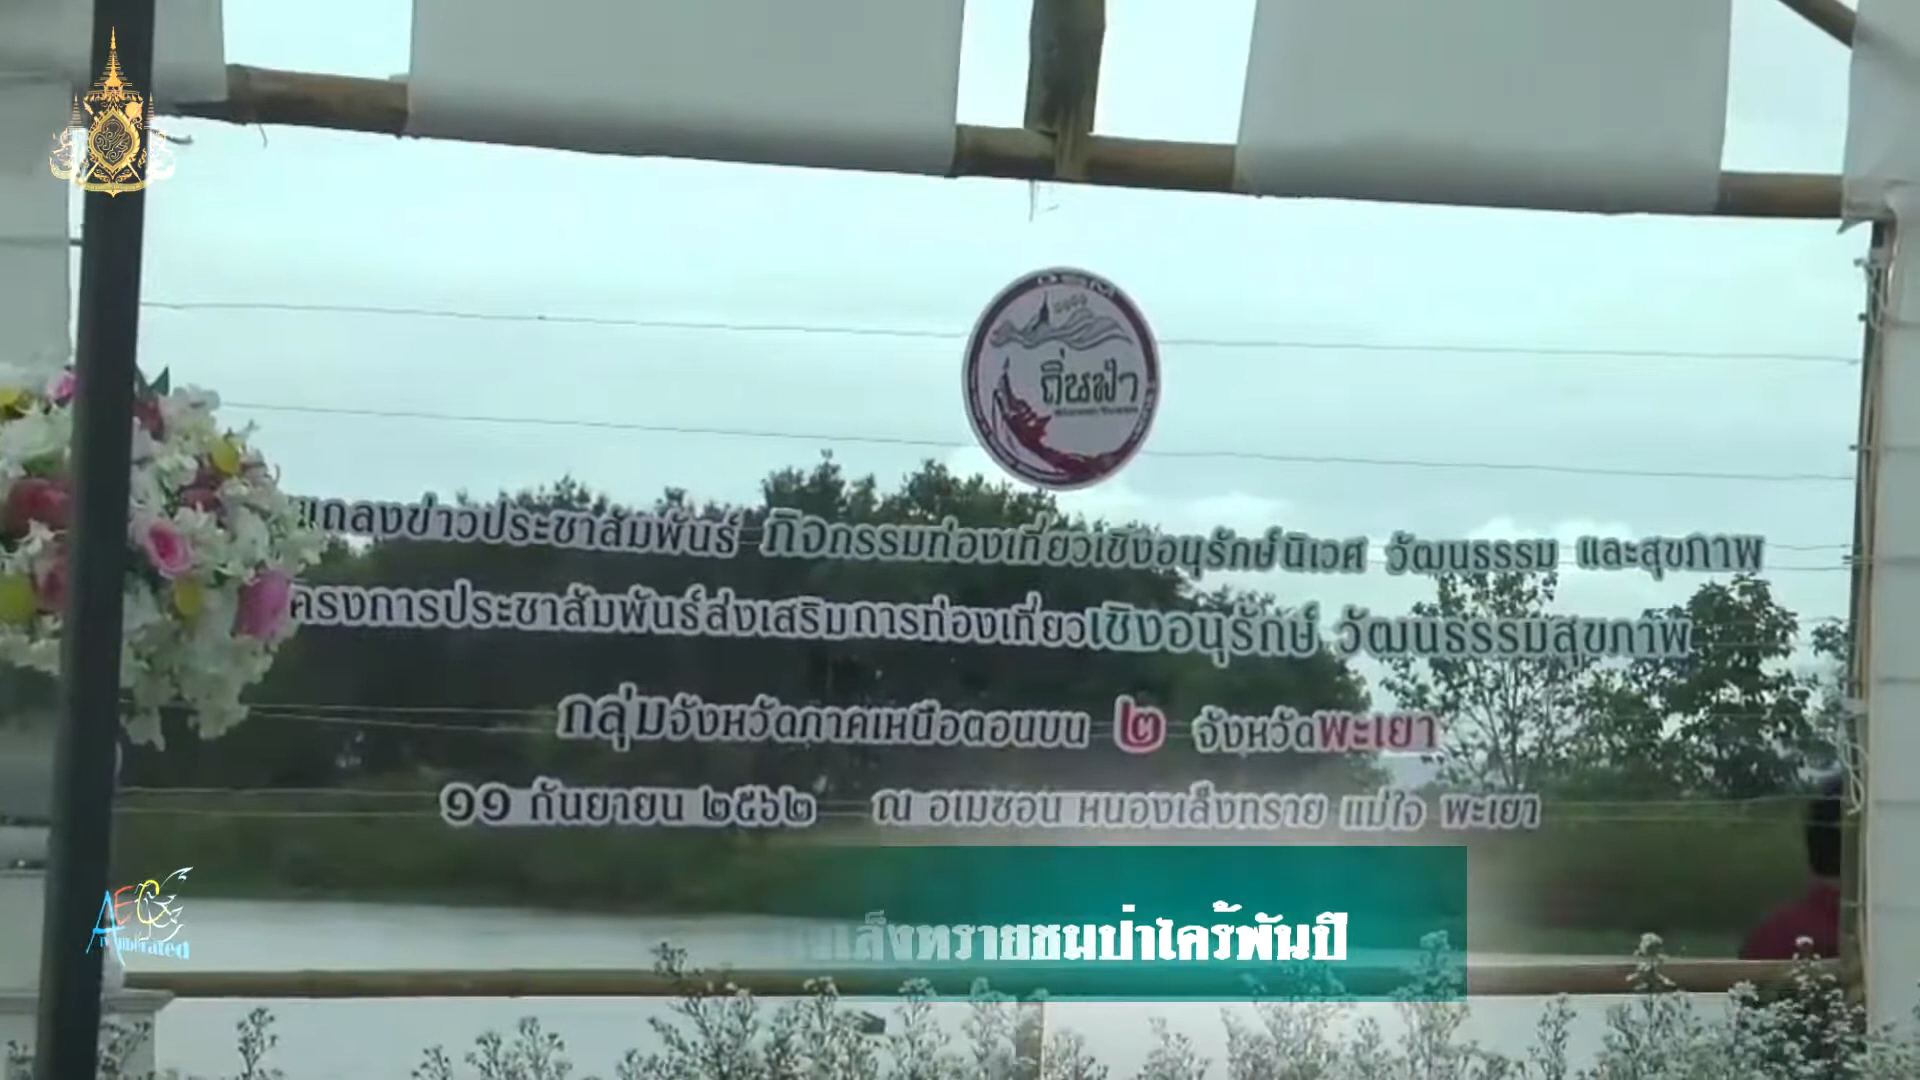 DSM
ถิ่นฟ้า
แถลงข่าวประชาสัมพันธ์ กิจกรรมท่องเที่ยวเชิงอนุรักษ์นิเวศ วัฒนธรรม และสุขภาพ
โครงการประชาสัมพันธ์ส่งเสริมการท่องเที่ยวเชิงอนุรักษ์ วัฒนธรรมสุขภาพ
กลุ่มจังหวัดภาคเหนือตอนบน ๒ จังหวัดพะเยา
๑๑ กันยายน ๒๕๖๒ ณ อเมซอน หนองเล็งทราย แม่ใจ พะเยา
เล็งทรายชมป่าไคร้พันปี
AEC
TV liberated